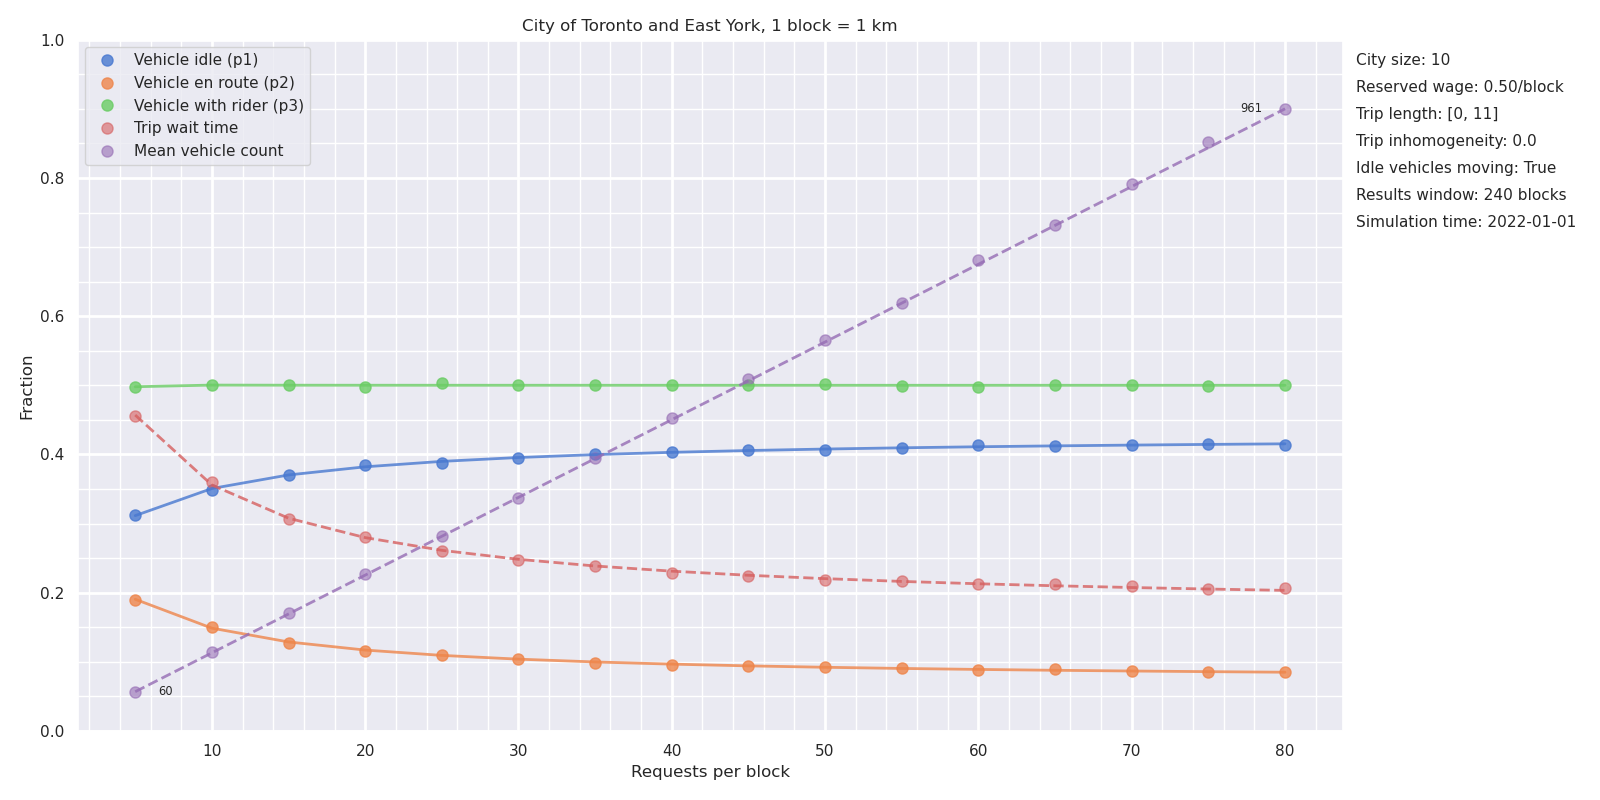 City of Toronto and East York, 1 block = 1 km
1.0
0.8
0.6
0.4
0.2
0.0
Fraction
Vehicle idle (p1)
Vehicle en route (p2)
Vehicle with rider (p3)
Trip wait time
Mean vehicle count
961
60
City size: 10
Reserved wage: 0.50/block
Trip length: [0, 11]
Trip inhomogeneity: 0.0
Idle vehicles moving: True
Results window: 240 blocks
Simulation time: 2022-01-01
10 20 30 40 50 60 70 80
Requests per block